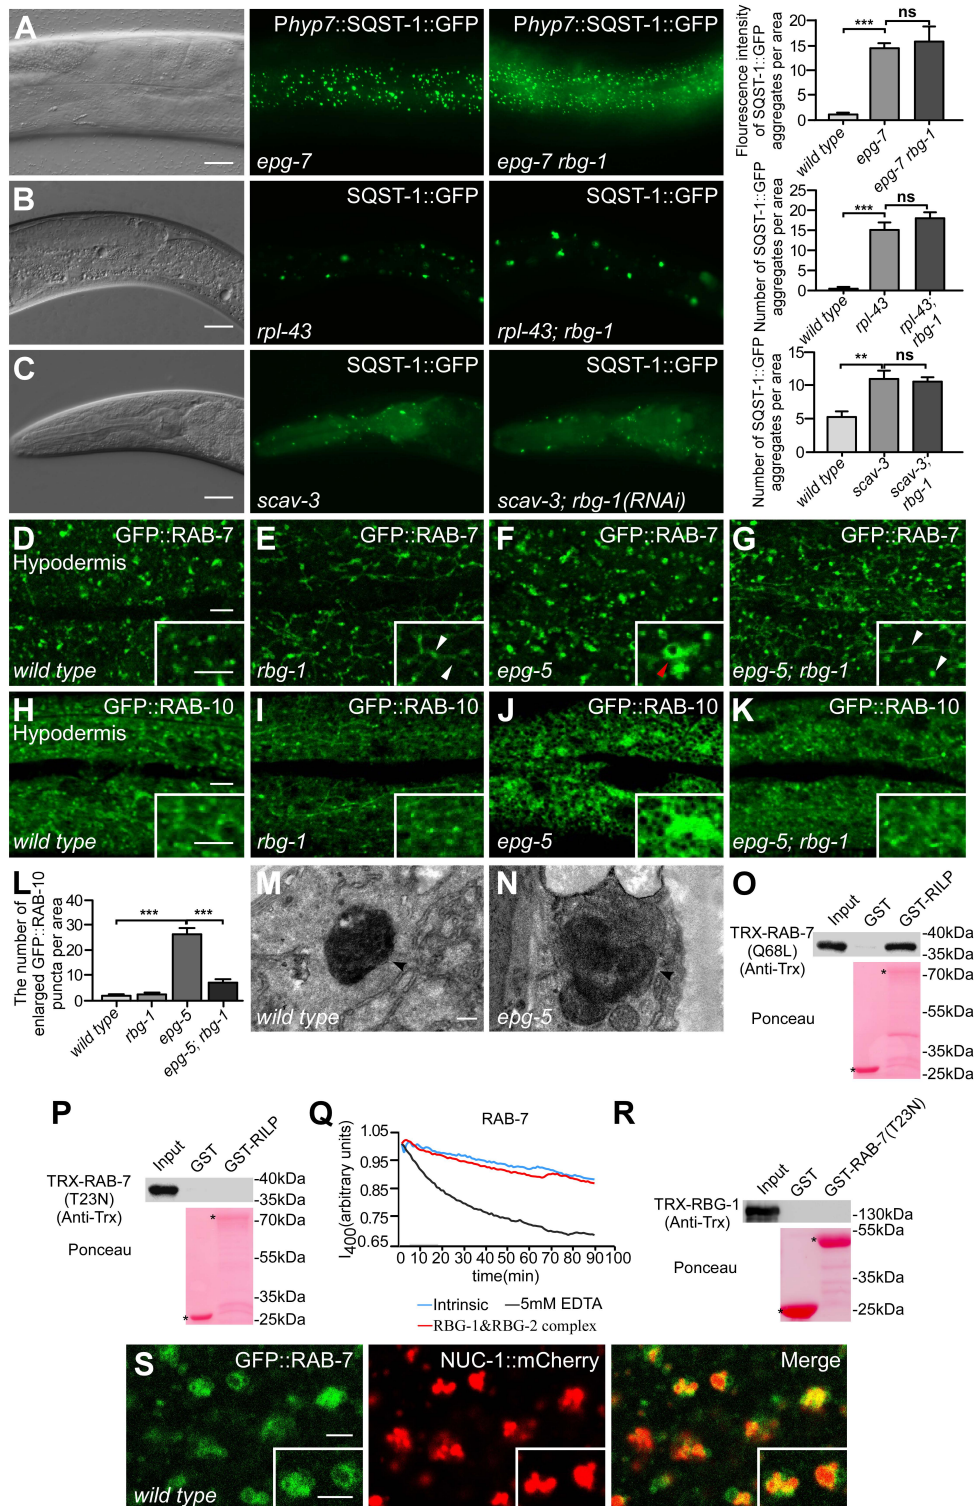 A
Phyp7::SQST-1::GFP
epg-7
Phyp7::SQST-1::GFP
epg-7 rbg-1
Flourescence intensity
of SQST-1::GFP
aggregates per area
20
15
10
5
0
***
ns
wild type
epg-7
epg-7 rbg-1
B
SQST-1::GFP
rpl-43
SQST-1::GFP
rpl-43; rbg-1
Number of SQST-1::GFP
aggregates per area
25
20
15
10
5
0
***
ns
wild type
rpl-43
rpl-43;
rbg-1
C
SQST-1::GFP
scav-3
SQST-1::GFP
scav-3; rbg-1(RNAi)
Number of SQST-1::GFP
aggregates per area
15
10
5
0
**
ns
wild type
scav-3
scav-3;
rbg-1
D
GFP::RAB-7
Hypodermis
wild type
E
GFP::RAB-7
rbg-1
F
GFP::RAB-7
epg-5
G
GFP::RAB-7
epg-5; rbg-1
H
GFP::RAB-10
Hypodermis
wild type
I
GFP::RAB-10
rbg-1
J
GFP::RAB-10
epg-5
K
GFP::RAB-10
epg-5; rbg-1
L
The number of
enlarged GFP::RAB-10
puncta per area
40
30
20
10
0
***
***
wild type
rbg-1
epg-5
epg-5; rbg-1
M
wild type
N
epg-5
O
Input
GST
GST-RILP
TRX-RAB-7
(Q68L)
(Anti-Trx)
-40kDa
-35kDa
Ponceau
*
*
-70kDa
-55kDa
-35kDa
-25kDa
P
Input
GST
GST-RILP
TRX-RAB-7
(T23N)
(Anti-Trx)
-40kDa
-35kDa
Ponceau
*
*
-70kDa
-55kDa
-35kDa
-25kDa
Q
RAB-7
I400(arbitrary units)
1.05
0.95
0.85
0.75
0.65
0 10 20 30 40 50 60 70 80 90 100
time(min)
Intrinsic
5mM EDTA
RBG-1&RBG-2 complex
R
Input
GST
GST-RAB-7(T23N)
TRX-RBG-1
(Anti-Trx)
-130kDa
Ponceau
*
*
-55kDa
-35kDa
-25kDa
S
GFP::RAB-7
wild type
NUC-1::mCherry
Merge